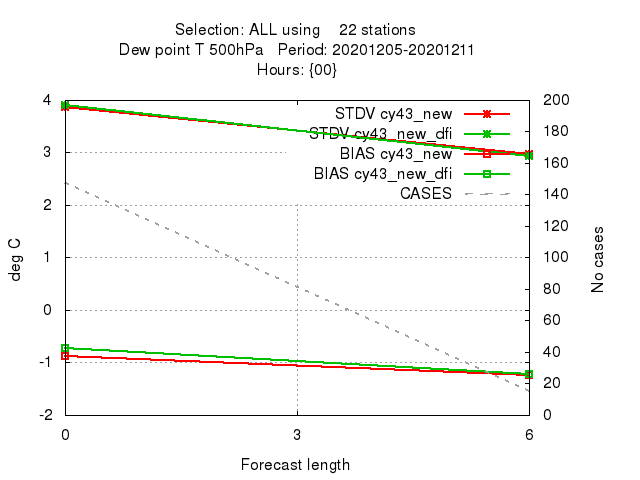 Selection: ALL using    22 stations
Dew point T 500hPa   Period: 20201205-20201211
Hours: {00}
4
3
2
1
0
-1
-2
deg C
STDV cy43_new
STDV cy43_new_dfi
BIAS cy43_new
BIAS cy43_new_dfi
CASES
200
180
160
140
120
100
80
60
40
20
0
No cases
0
3
6
Forecast length